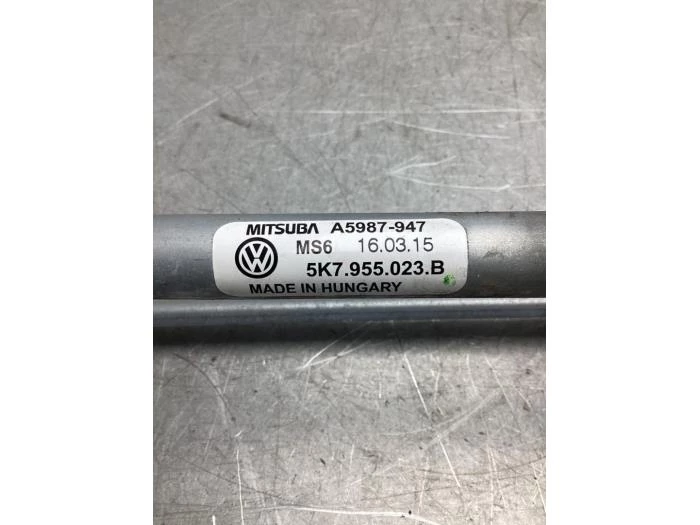 MITSUBA A5987-947
MS6 16.03.15
5K7.955.023.B
MADE IN HUNGARY